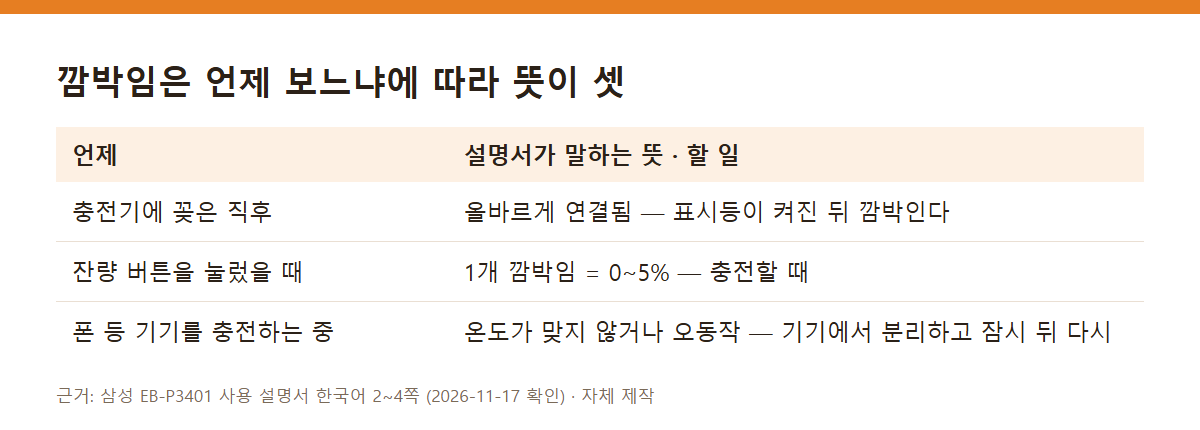 깜박임은 언제 보느냐에 따라 뜻이 셋
언제 설명서가 말하는 뜻 · 할 일
충전기에 꽂은 직후 올바르게 연결됨 — 표시등이 켜진 뒤 깜박인다
잔량 버튼을 눌렀을 때 1개 깜박임 = 0~5% — 충전할 때
폰 등 기기를 충전하는 중 온도가 맞지 않거나 오동작 — 기기에서 분리하고 잠시 뒤 다시
근거: 삼성 EB-P3401 사용 설명서 한국어 2~4쪽 (2026-11-17 확인) · 자체 제작